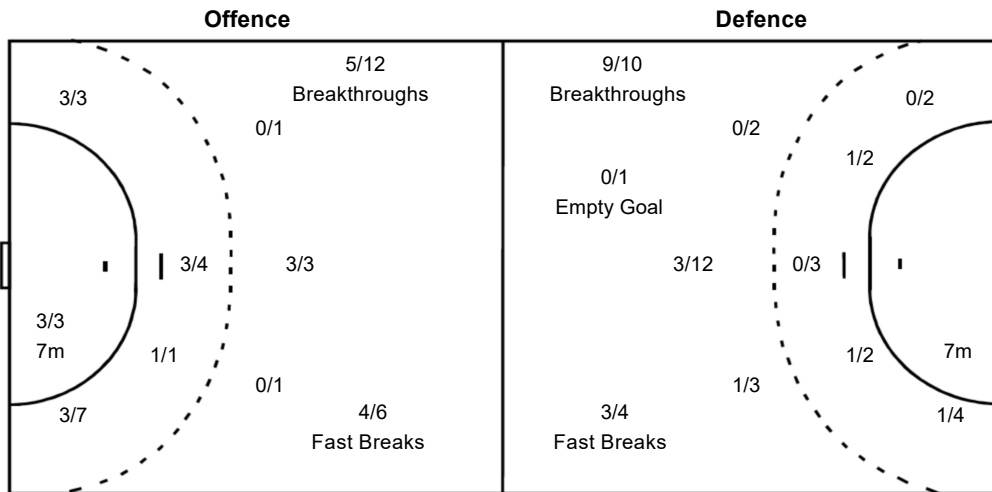 Offence
Defence
5/12
Breakthroughs
3/3
0/1
3/4
3/3
3/3
7m
1/1
0/1
3/7
4/6
Fast Breaks
9/10
Breakthroughs
0/2
0/2
1/2
0/1
Empty Goal
3/12
0/3
1/2
7m
1/3
3/4
Fast Breaks
1/4